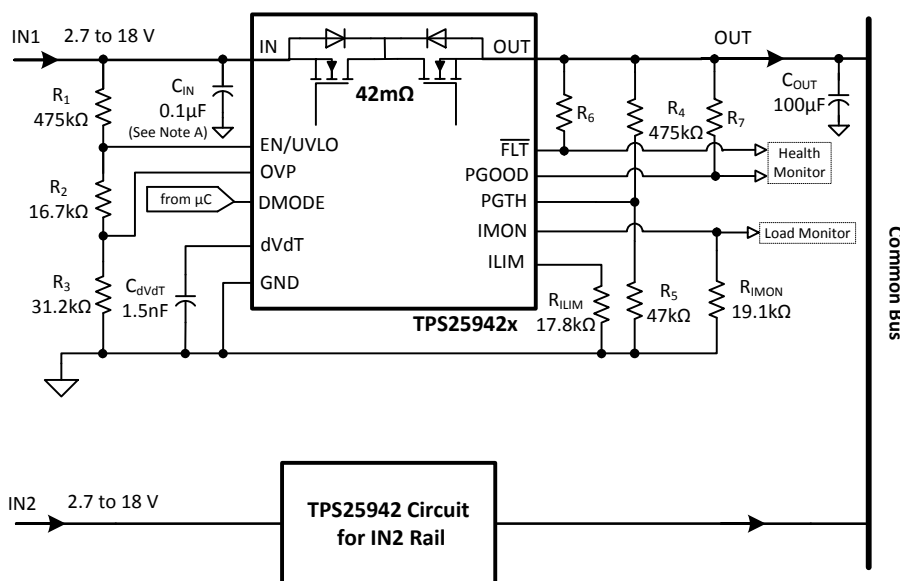 IN1
2.7 to 18 V
R1
475kΩ
CIN
0.1µF
(See Note A)
R2
16.7kΩ
from µC
R3
31.2kΩ
CdVdT
1.5nF
IN
OUT
42mΩ
EN/UVLO
OVP
DMODE
dVdT
GND
FLT
PGOOD
PGTH
IMON
ILIM
TPS25942x
OUT
COUT
100µF
R6
R4
475kΩ
R7
Health
Monitor
Load Monitor
RILIM
17.8kΩ
R5
47kΩ
RIMON
19.1kΩ
Common Bus
IN2
2.7 to 18 V
TPS25942 Circuit
for IN2 Rail